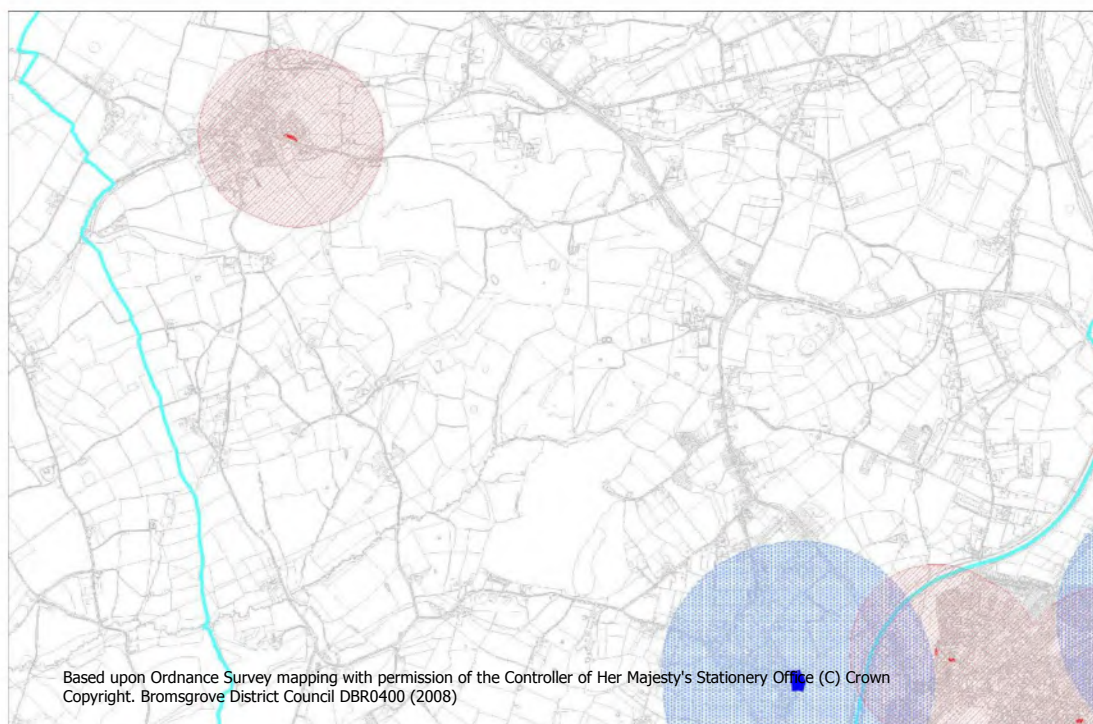 Based upon Ordnance Survey mapping with permission of the Controller of Her Majesty's Stationery Office (C) Crown
Copyright. Bromsgrove District Council DBR0400 (2008)